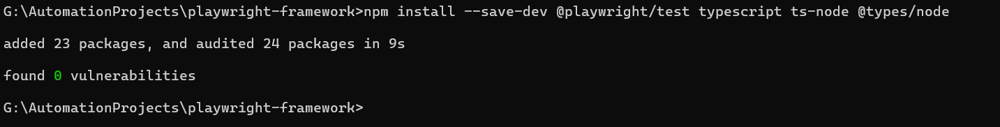 G:\AutomationProjects\playwright-framework>npm install --save-dev @playwright/test typescript ts-node @types/node
added 23 packages, and audited 24 packages in 9s
found 0 vulnerabilities
G:\AutomationProjects\playwright-framework>